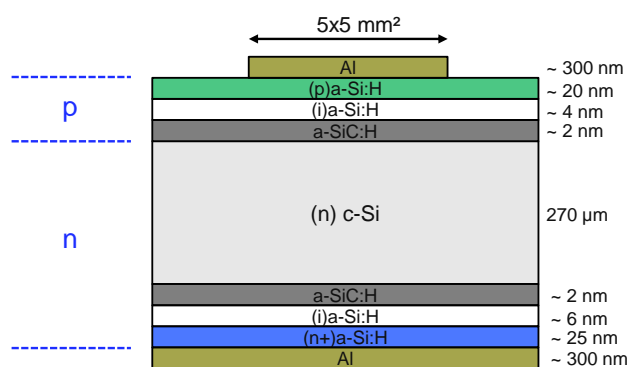 5x5 mm²
Al
~ 300 nm
(p)a-Si:H
~ 20 nm
p
(i)a-Si:H
~ 4 nm
a-SiC:H
~ 2 nm
(n) c-Si
270 µm
n
a-SiC:H
~ 2 nm
(i)a-Si:H
~ 6 nm
(n+)a-Si:H
~ 25 nm
Al
~ 300 nm